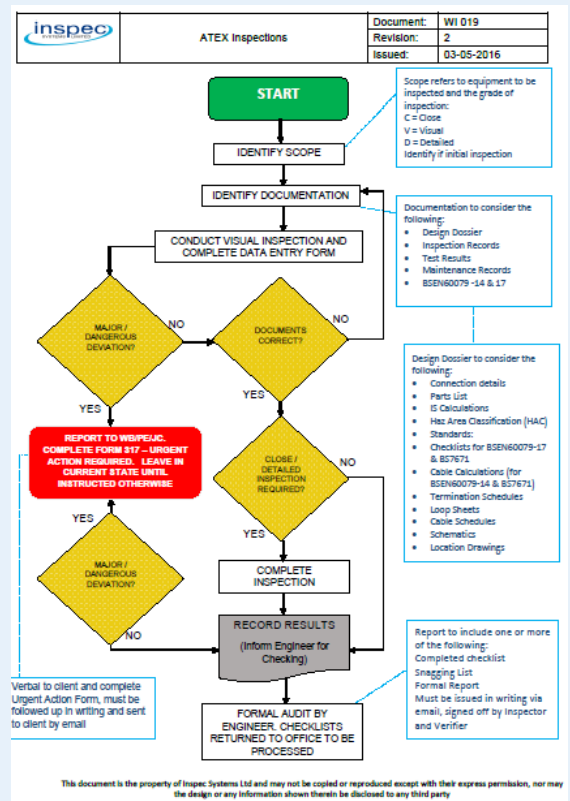 inspec
SYSTEMS LIMITED
ATEX Inspections
Document: WI 019
Revision: 2
Issued: 03-05-2016
START
Scope refers to equipment to be
inspected and the grade of
inspection:
C = Close
V = Visual
D = Detailed
Identify if initial inspection
IDENTIFY SCOPE
IDENTIFY DOCUMENTATION
Documentation to consider the
following:
• Design Dossier
• Inspection Records
• Test Results
• Maintenance Records
• BSEN60079 -14 & 17
CONDUCT VISUAL INSPECTION AND
COMPLETE DATA ENTRY FORM
MAJOR /
DANGEROUS
DEVIATION?
NO
DOCUMENTS
CORRECT?
NO
YES
YES
Design Dossier to consider the
following:
• Connection details
• Parts List
• IS Calculations
• Haz Area Classification (HAC)
• Standards:
• Checklists for BSEN60079-17
& BS7671
• Cable Calculations (for
BSEN60079-14 & BS7671)
• Termination Schedules
• Loop Sheets
• Cable Schedules
• Schematics
• Location Drawings
REPORT TO WB/PE/JC.
COMPLETE FORM 317 – URGENT
ACTION REQUIRED. LEAVE IN
CURRENT STATE UNTIL
INSTRUCTED OTHERWISE
CLOSE /
DETAILED
INSPECTION
REQUIRED?
NO
YES
YES
MAJOR /
DANGEROUS
DEVIATION?
NO
COMPLETE
INSPECTION
RECORD RESULTS
(Inform Engineer for
Checking)
Report to include one or more
of the following:
Completed checklist
Snagging List
Formal Report
Must be issued in writing via
email, signed off by Inspector
and Verifier
Verbal to client and complete
Urgent Action Form, must be
followed up in writing and sent
to client by email
FORMAL AUDIT BY
ENGINEER. CHECKLISTS
RETURNED TO OFFICE TO BE
PROCESSED
This document is the property of Inspec Systems Ltd and may not be copied or reproduced except with their express permission, nor may
the design or any information shown therein be disclosed to any third party